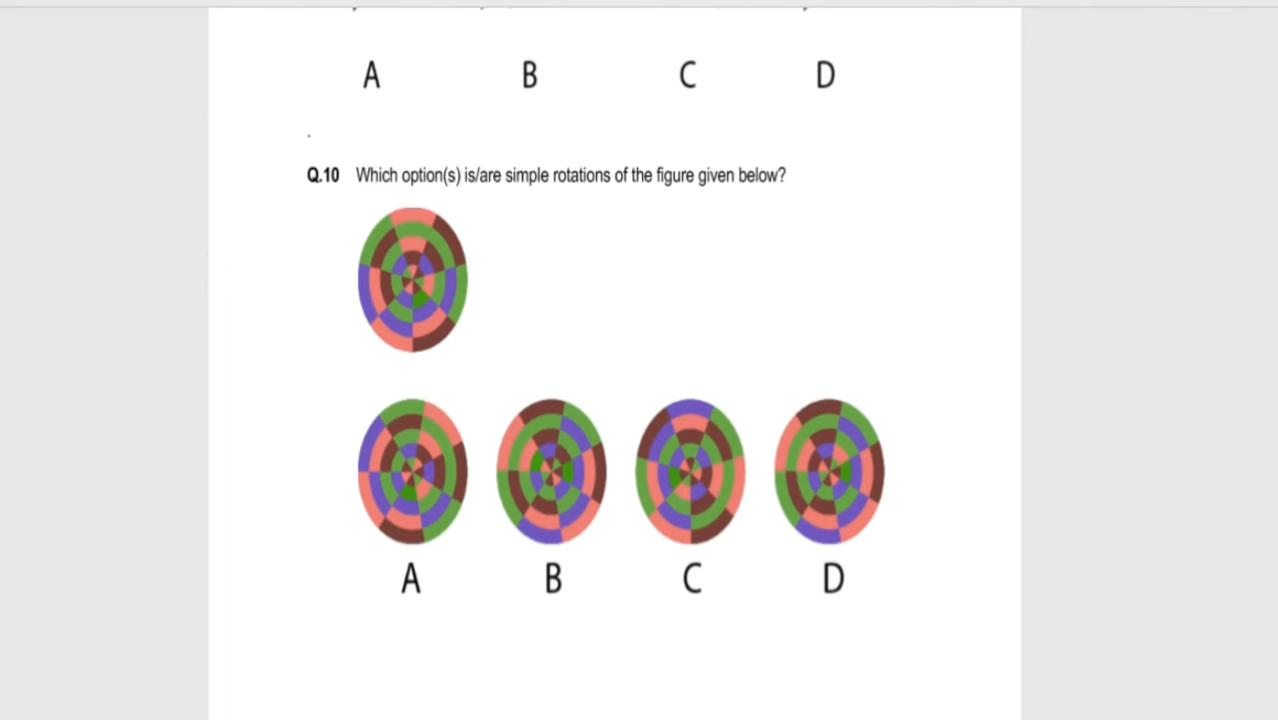 A B C D
Q.10 Which option(s) is/are simple rotations of the figure given below?
A B C D